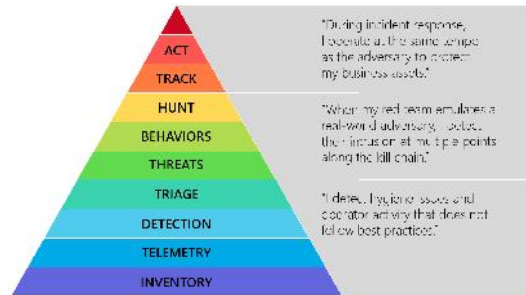 ACT
TRACK
HUNT
BEHAVIORS
THREATS
TRIAGE
DETECTION
TELEMETRY
INVENTORY
"During incident response,
I operate at the same tempo
as the adversary to protect
my business assets."
"When my red team emulates a
real-world adversary, I detect
their intrusion at multiple points
along the kill chain."
"I detect hygiene issues and
operator activity that does not
follow best practices."